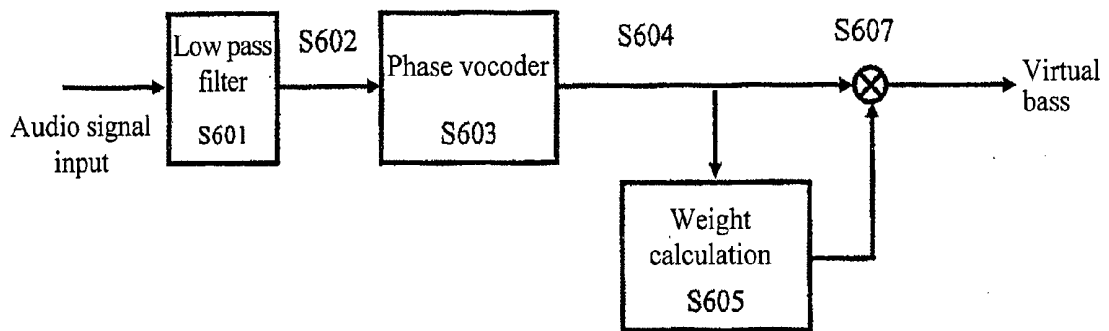 Low pass
filter
S601
S602
Phase vocoder
S603
S604
S607
Virtual
bass
Audio signal
input
Weight
calculation
S605